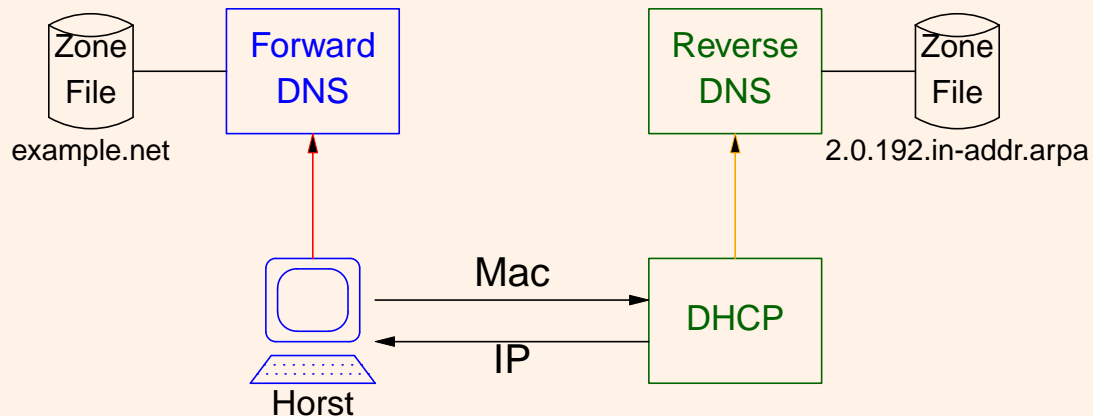 Zone
File
example.net
Forward
DNS
Reverse
DNS
Zone
File
2.0.192.in-addr.arpa
Mac
IP
Horst
DHCP